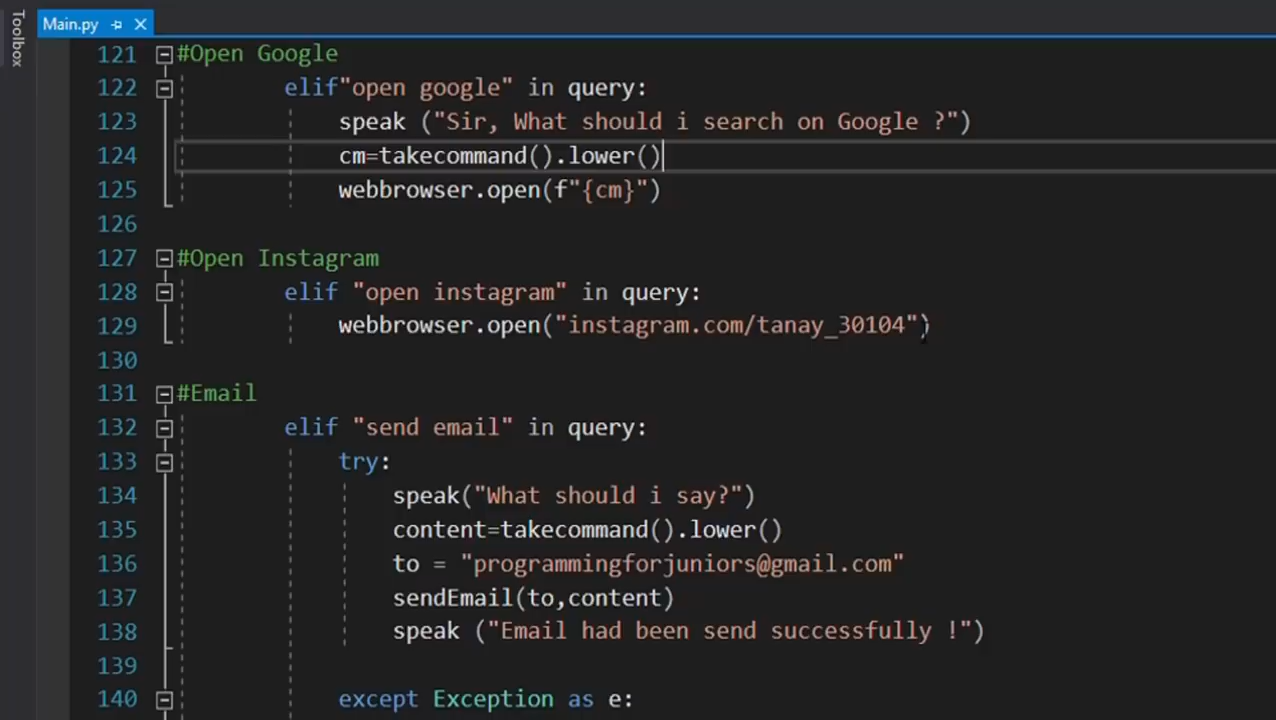 Toolbox
Main.py
121 #Open Google
122 elif"open google" in query:
123 speak ("Sir, What should i search on Google ?")
124 cm=takecommand().lower()
125 webbrowser.open(f"{cm}")
126
127 #Open Instagram
128 elif "open instagram" in query:
129 webbrowser.open("instagram.com/tanay_30104")
130
131 #Email
132 elif "send email" in query:
133 try:
134 speak("What should i say?")
135 content=takecommand().lower()
136 to = "programmingforjuniors@gmail.com"
137 sendEmail(to,content)
138 speak ("Email had been send successfully !")
139
140 except Exception as e: